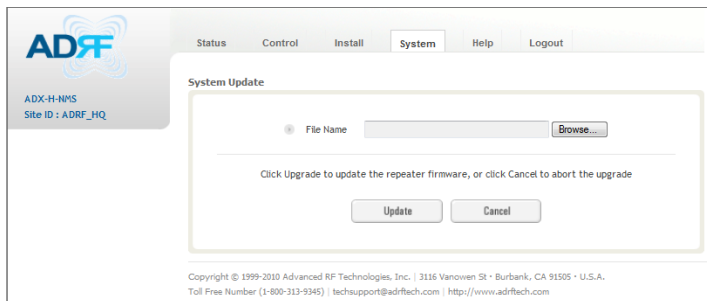 ADRF
Status Control Install System Help Logout
ADX-H-NMS
Site ID : ADRF_HQ
System Update
File Name Browse...
Click Upgrade to update the repeater firmware, or click Cancel to abort the upgrade
Update Cancel
Copyright © 1999-2010 Advanced RF Technologies, Inc. | 3116 Vanowen St · Burbank, CA 91505 · U.S.A.
Toll Free Number (1-800-313-9345) | techsupport@adrftech.com | http://www.adrftech.com